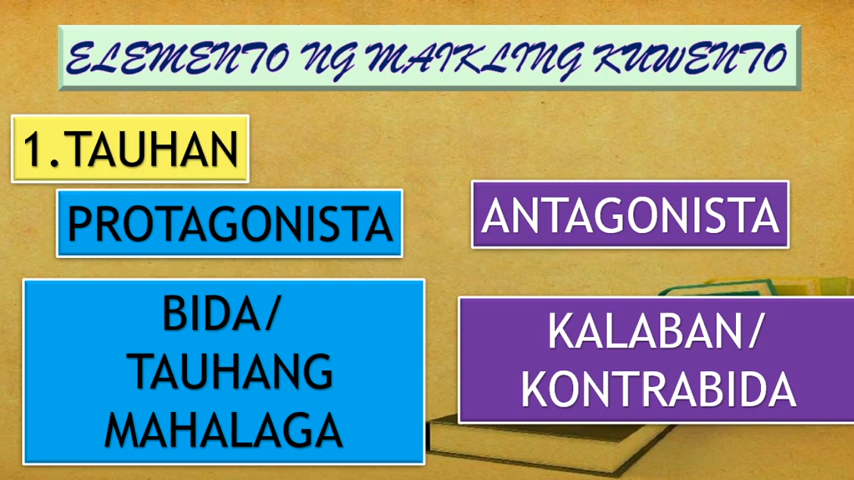 ELEMENTO NG MAIKLING KUWENTO
1.TAUHAN
PROTAGONISTA
ANTAGONISTA
BIDA/
TAUHANG
MAHALAGA
KALABAN/
KONTRABIDA